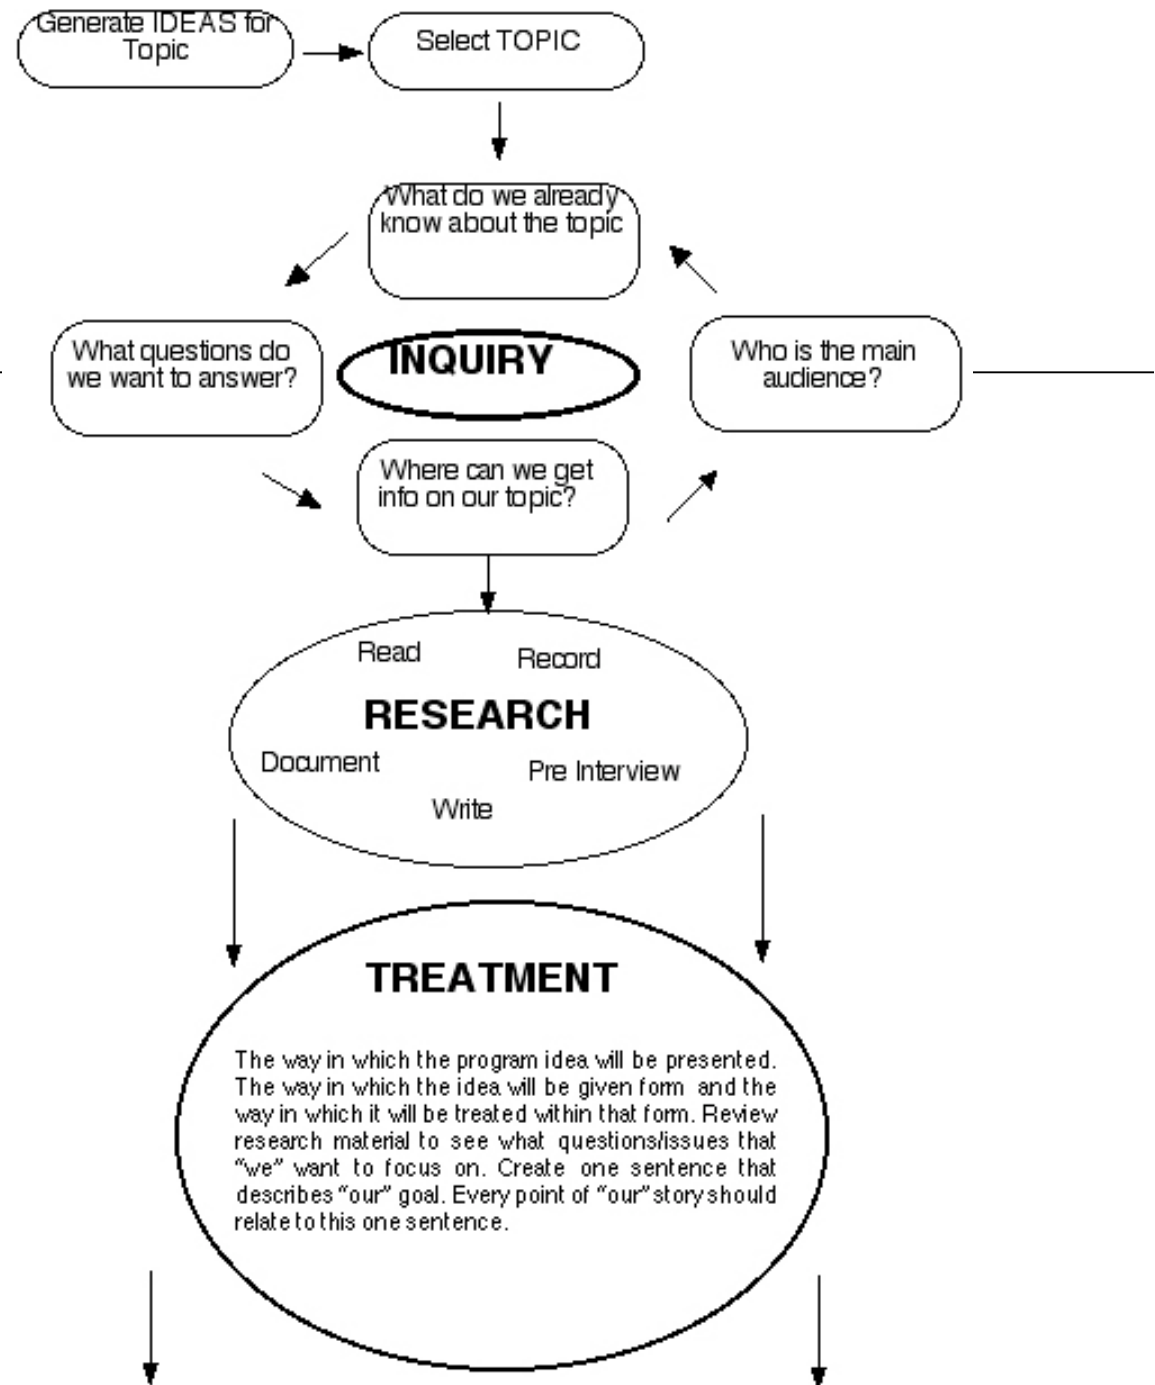 Generate IDEAS for
Topic
Select TOPIC
What do we already
know about the topic
What questions do
we want to answer?
INQUIRY
Who is the main
audience?
Where can we get
info on our topic?
Read
Record
RESEARCH
Document
Pre Interview
Write
TREATMENT
The way in which the program idea will be presented.
The way in which the idea will be given form and the
way in which it will be treated within that form. Review
research material to see what questions/issues that
“we” want to focus on. Create one sentence that
describes “our” goal. Every point of “our” story should
relate to this one sentence.